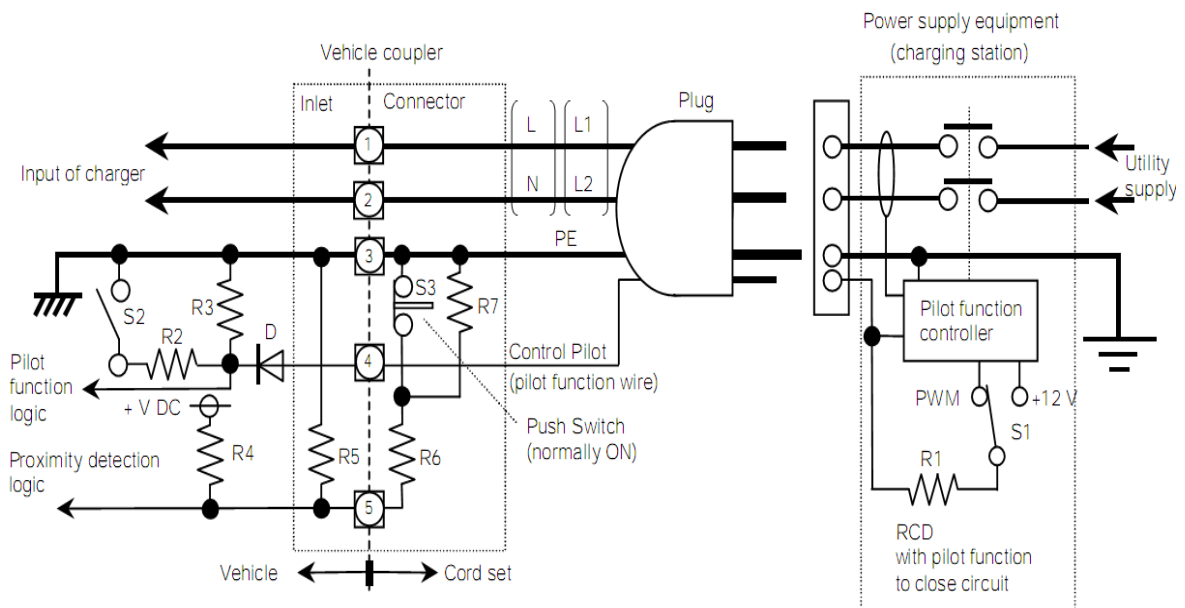 Power supply equipment
(charging station)
Vehicle coupler
Inlet
Connector
Plug
L
L1
1
Input of charger
N
L2
2
Utility
supply
PE
3
S3
S2
R3
R7
R2
D
Pilot function
controller
4
Control Pilot
(pilot function wire)
Pilot
function
logic
+ V DC
PWM
+12 V
S1
Push Switch
(normally ON)
R4
R5
R6
R1
Proximity detection
logic
5
RCD
with pilot function
to close circuit
Vehicle
Cord set